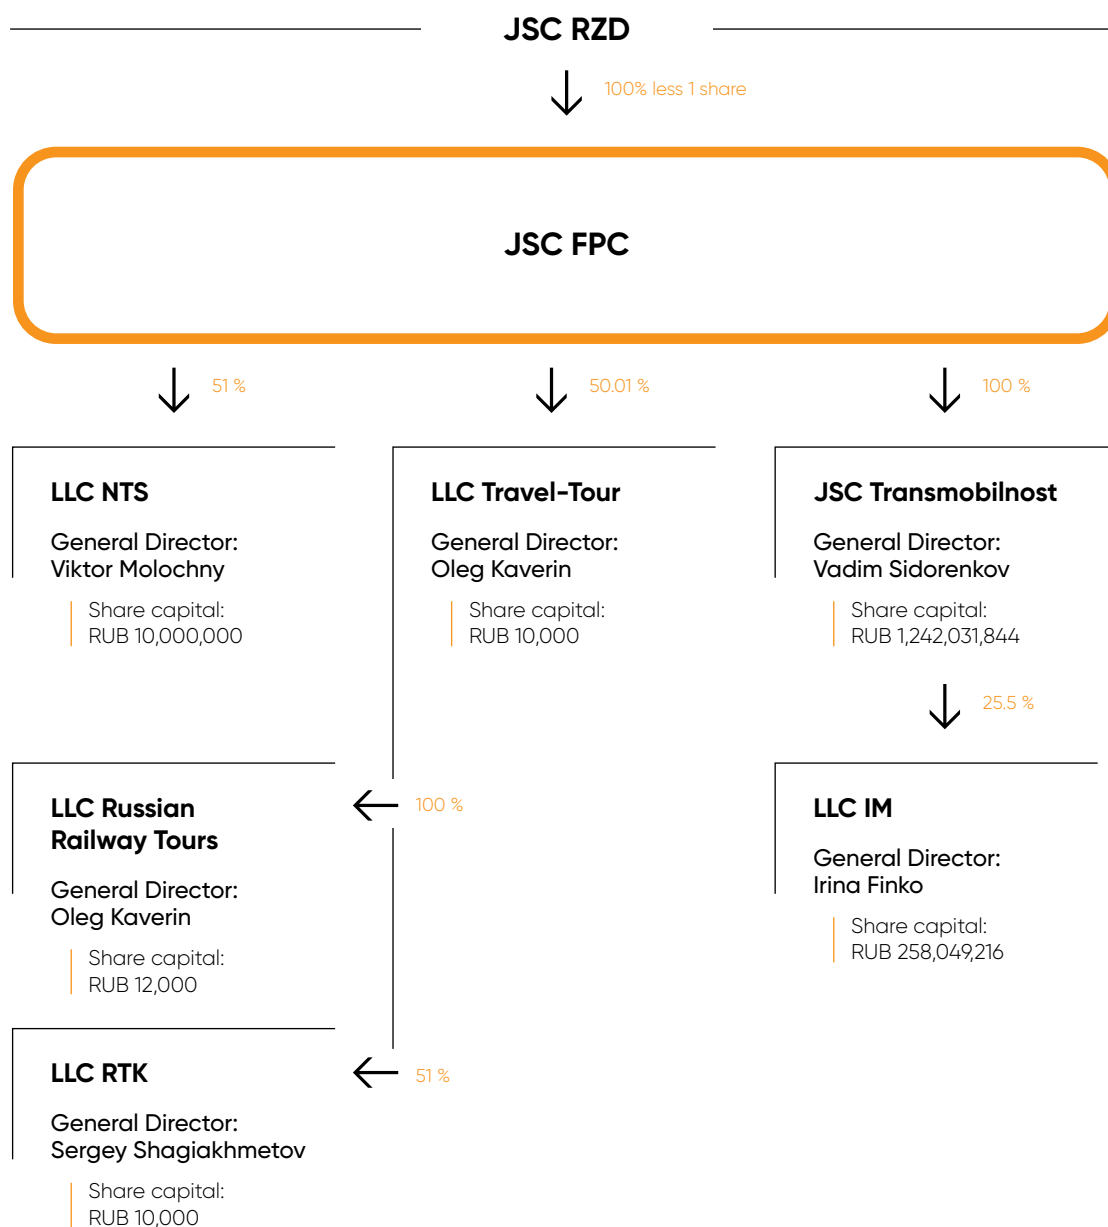 JSC RZD
100% less 1 share
JSC FPC
51 %
50.01 %
100 %
LLC NTS
General Director:
Viktor Molochny
Share capital:
RUB 10,000,000
LLC Travel-Tour
General Director:
Oleg Kaverin
Share capital:
RUB 10,000
JSC Transmobilnost
General Director:
Vadim Sidorenkov
Share capital:
RUB 1,242,031,844
25.5 %
LLC Russian
Railway Tours
General Director:
Oleg Kaverin
Share capital:
RUB 12,000
100 %
LLC IM
General Director:
Irina Finko
Share capital:
RUB 258,049,216
LLC RTK
General Director:
Sergey Shagiakhmetov
Share capital:
RUB 10,000
51 %